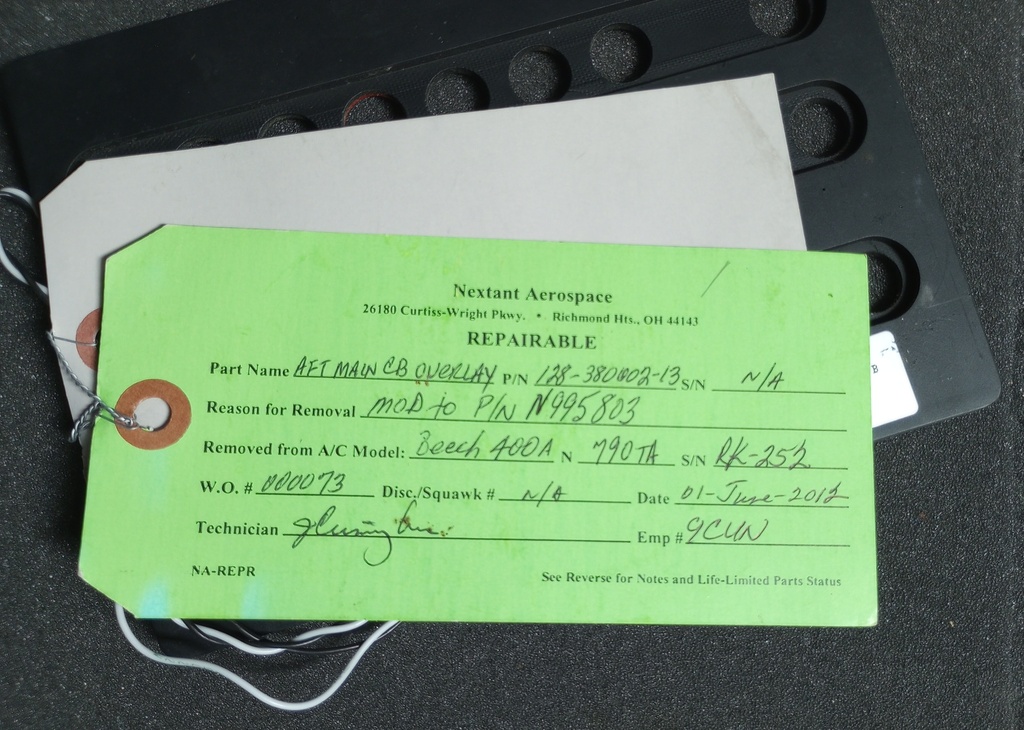 Nextant Aerospace
26180 Curtiss-Wright Pkwy. • Richmond Hts., OH 44143
REPAIRABLE
Part Name AFT MAIN CB OVERLAY P/N 128-380002-13 S/N N/A
Reason for Removal MOD to P/N N995803
Removed from A/C Model: Beech 400A N 790TA S/N RK-252
W.O. # 000073 Disc./Squawk # N/A Date 01-June-2012
Technician
Emp # 9CUN
NA-REPR See Reverse for Notes and Life-Limited Parts Status